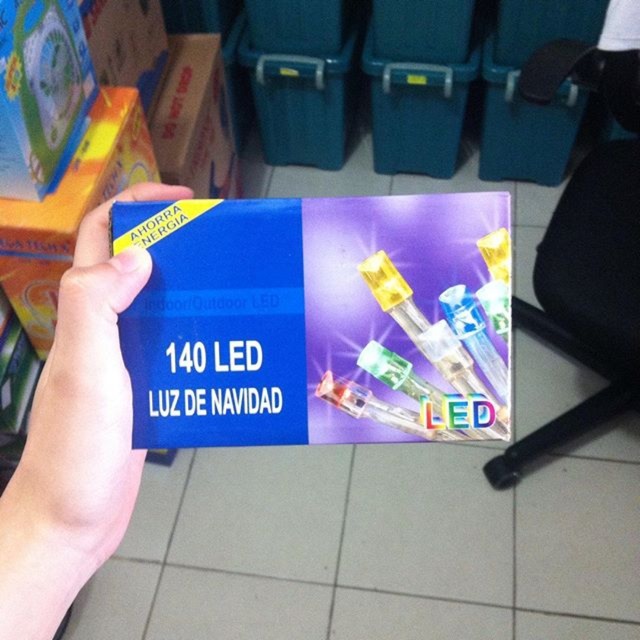 AHORRA
ENERGIA
Indoor/Outdoor LED
140 LED
LUZ DE NAVIDAD
LED